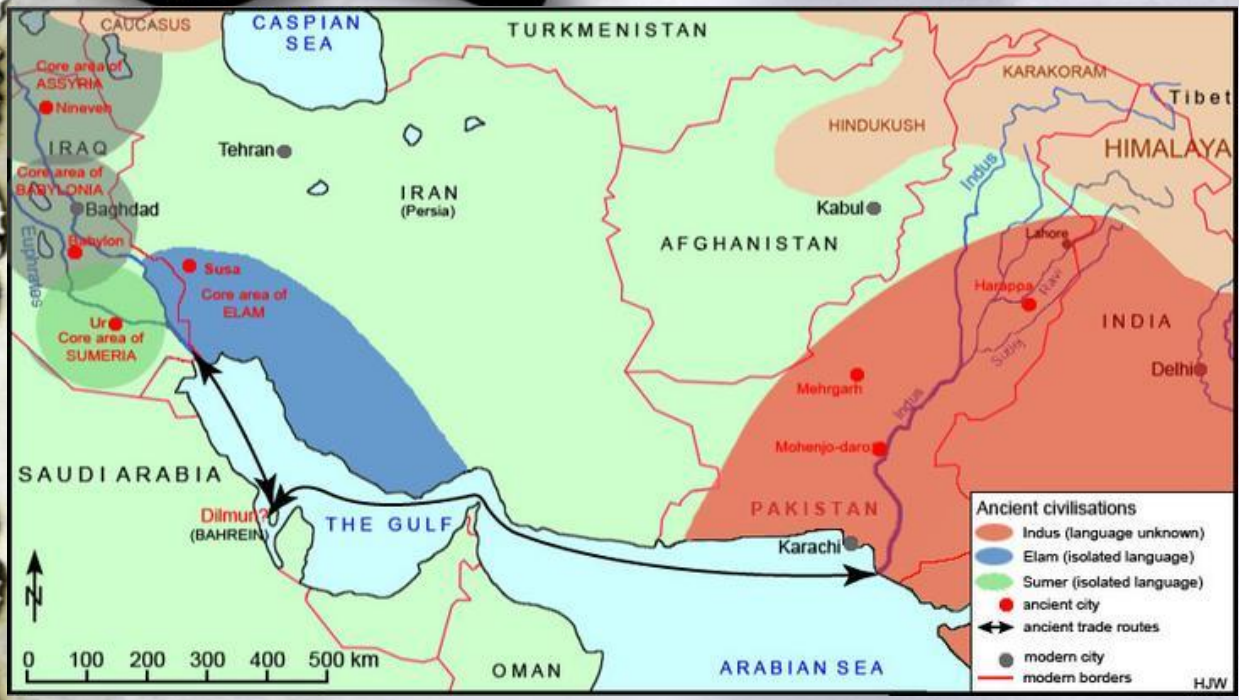 CAUCASUS
CASPIAN
SEA
TURKMENISTAN
Core area of
ASSYRIA
Nineveh
IRAQ
Core area of
BABYLONIA
Baghdad
Babylon
Euphrates
Tehran
IRAN
(Persia)
KARAKORAM
Tibet
HINDUKUSH
HIMALAYA
Indus
Kabul
AFGHANISTAN
Lahore
Susa
Core area of
ELAM
Ur
Core area of
SUMERIA
Harappa
Ravi
INDIA
Sutlej
Delhi
Mehrgarh
Indus
Mohenjo-daro
SAUDI ARABIA
Dilmun?
(BAHREIN)
THE GULF
PAKISTAN
Karachi
N
0 100 200 300 400 500 km
OMAN
ARABIAN SEA
Ancient civilisations
Indus (language unknown)
Elam (isolated language)
Sumer (isolated language)
ancient city
ancient trade routes
modern city
modern borders
HJW